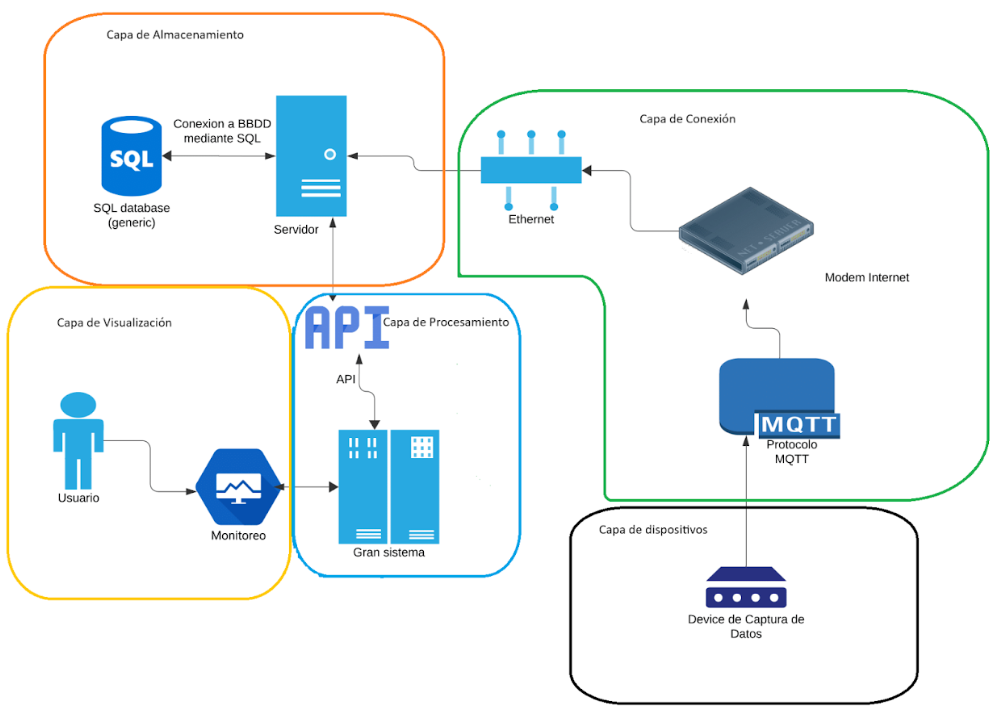 Capa de Almacenamiento
Conexion a BBDD
mediante SQL
SQL
SQL database
(generic)
Servidor
Capa de Conexión
Ethernet
NET SERVER
Modem Internet
MQTT
Protocolo
MQTT
Capa de Visualización
Usuario
Monitoreo
API
Capa de Procesamiento
API
Gran sistema
Capa de dispositivos
Device de Captura de
Datos